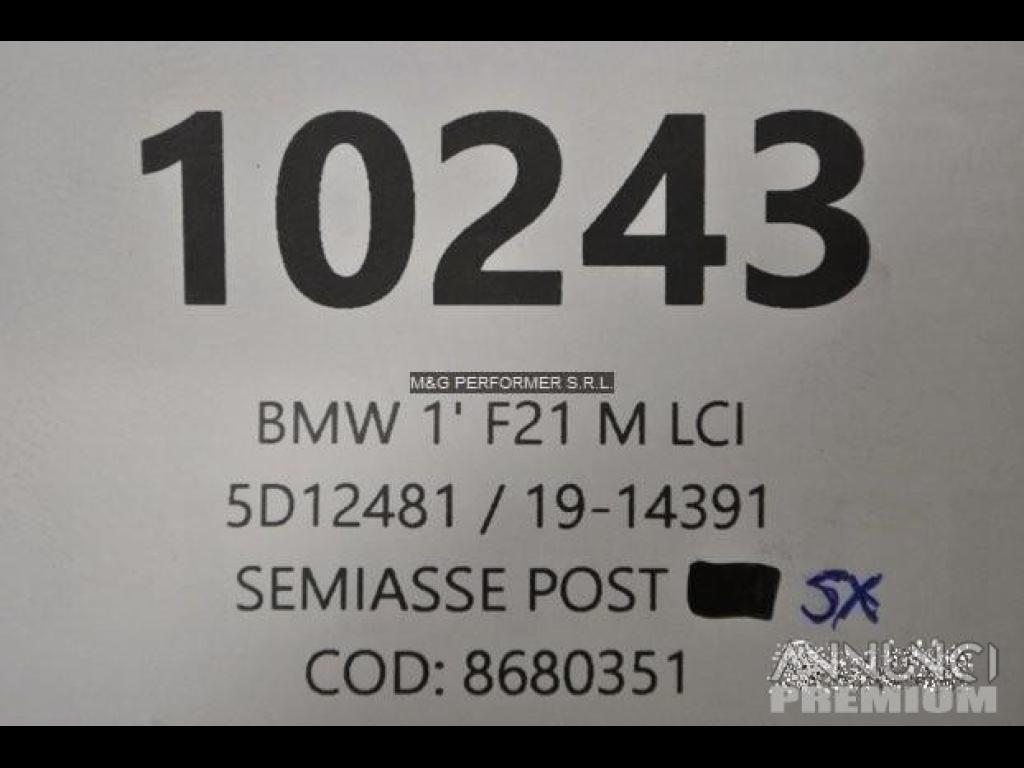 10243
M&G PERFORMER S.R.L.
BMW 1' F21 M LCI
5D12481 / 19-14391
SEMIASSE POST SX
COD: 8680351
ANNUNCI
PREMIUM